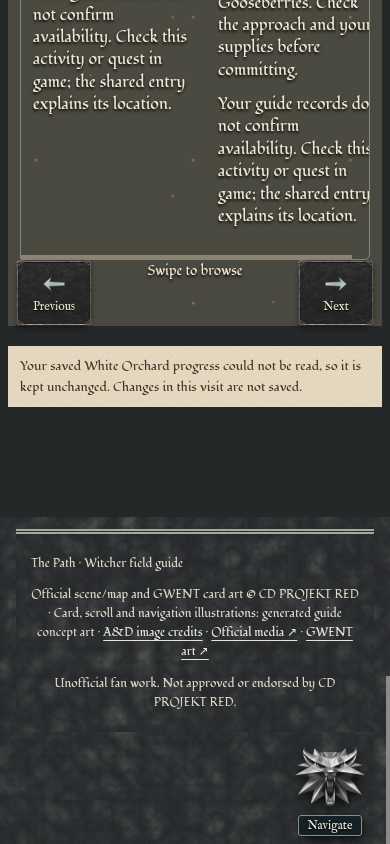 not confirm
availability. Check this
activity or quest in
game; the shared entry
explains its location.
Gooseberries. Check
the approach and your
supplies before
committing.
Your guide records do
not confirm
availability. Check this
activity or quest in
game; the shared entry
explains its location.
← Previous
Swipe to browse
→ Next
Your saved White Orchard progress could not be read, so it is
kept unchanged. Changes in this visit are not saved.
The Path · Witcher field guide
Official scene/map and GWENT card art © CD PROJEKT RED
· Card, scroll and navigation illustrations: generated guide
concept art · A&D image credits · Official media ↗ · GWENT
art ↗
Unofficial fan work. Not approved or endorsed by CD
PROJEKT RED.
Navigate